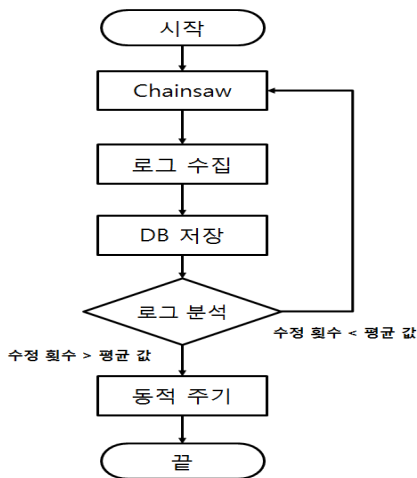 시작
Chainsaw
로그 수집
DB 저장
로그 분석
수정 횟수 < 평균 값
수정 횟수 > 평균 값
동적 주기
끝